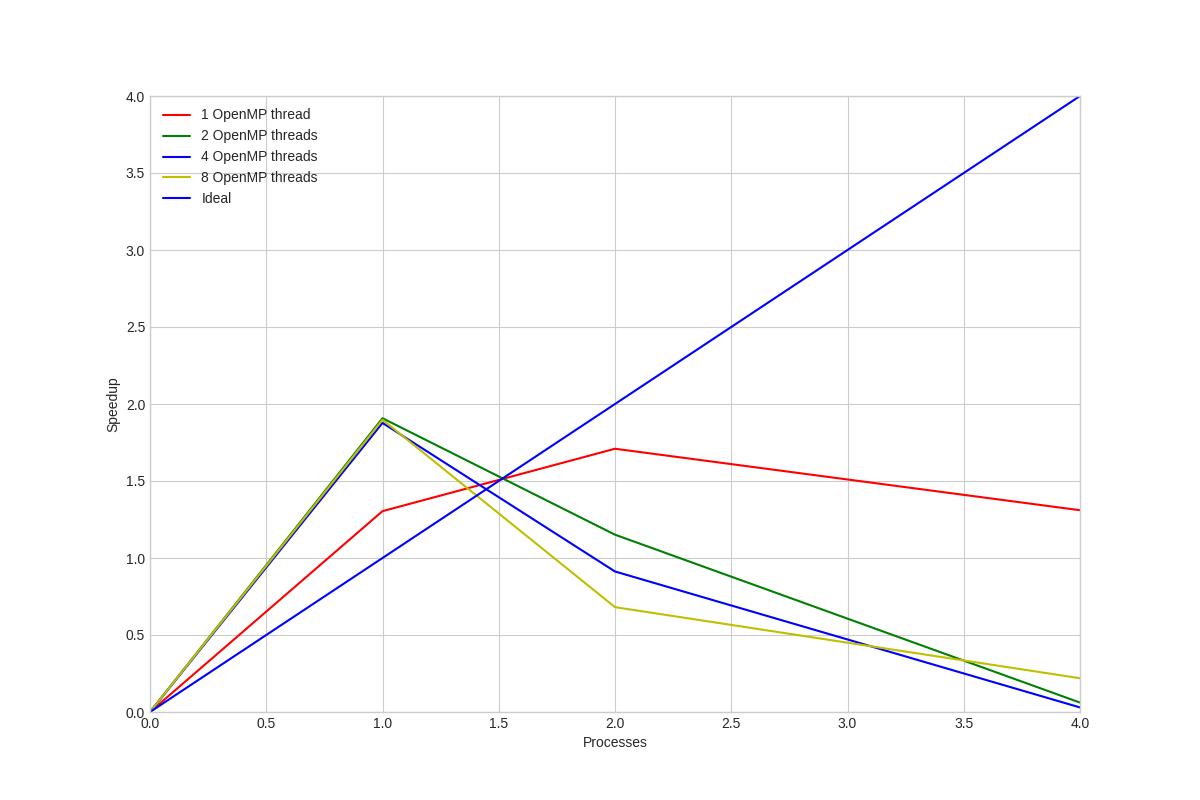 1 OpenMP thread
2 OpenMP threads
4 OpenMP threads
8 OpenMP threads
Ideal
4.0
3.5
3.0
2.5
2.0
1.5
1.0
0.5
0.0
Speedup
0.0 0.5 1.0 1.5 2.0 2.5 3.0 3.5 4.0
Processes